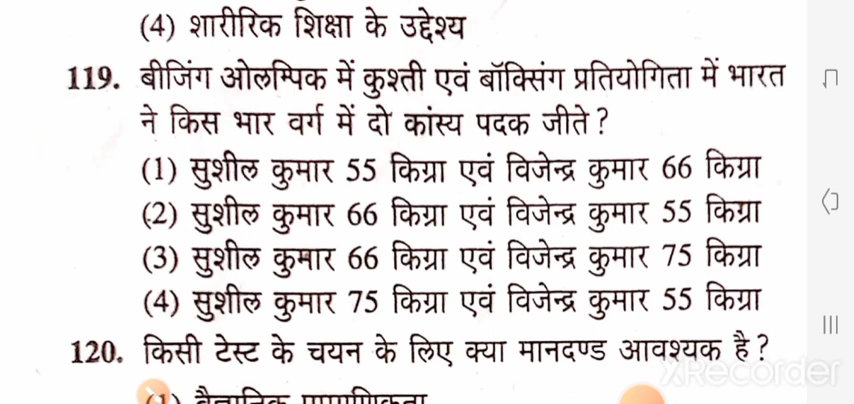 (4) शारीरिक शिक्षा के उद्देश्य
119. बीजिंग ओलम्पिक में कुश्ती एवं बॉक्सिंग प्रतियोगिता में भारत
ने किस भार वर्ग में दो कांस्य पदक जीते ?
(1) सुशील कुमार 55 किग्रा एवं विजेन्द्र कुमार 66 किग्रा
(2) सुशील कुमार 66 किग्रा एवं विजेन्द्र कुमार 55 किग्रा
(3) सुशील कुमार 66 किग्रा एवं विजेन्द्र कुमार 75 किग्रा
(4) सुशील कुमार 75 किग्रा एवं विजेन्द्र कुमार 55 किग्रा
120. किसी टेस्ट के चयन के लिए क्या मानदण्ड आवश्यक है ?
XRecorder